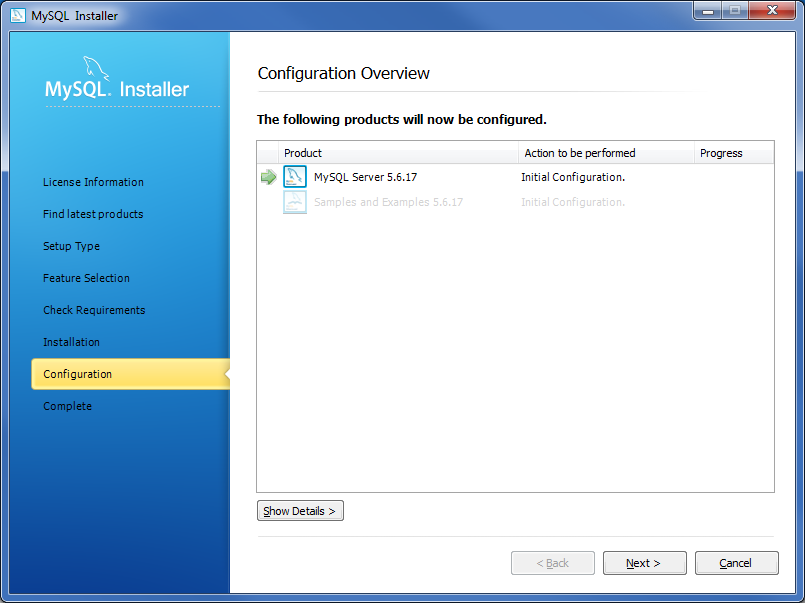 MySQL Installer
MySQL. Installer
License Information
Find latest products
Setup Type
Feature Selection
Check Requirements
Installation
Configuration
Complete
Configuration Overview
The following products will now be configured.
Product Action to be performed Progress
MySQL Server 5.6.17 Initial Configuration.
Samples and Examples 5.6.17 Initial Configuration.
Show Details >
< Back Next > Cancel